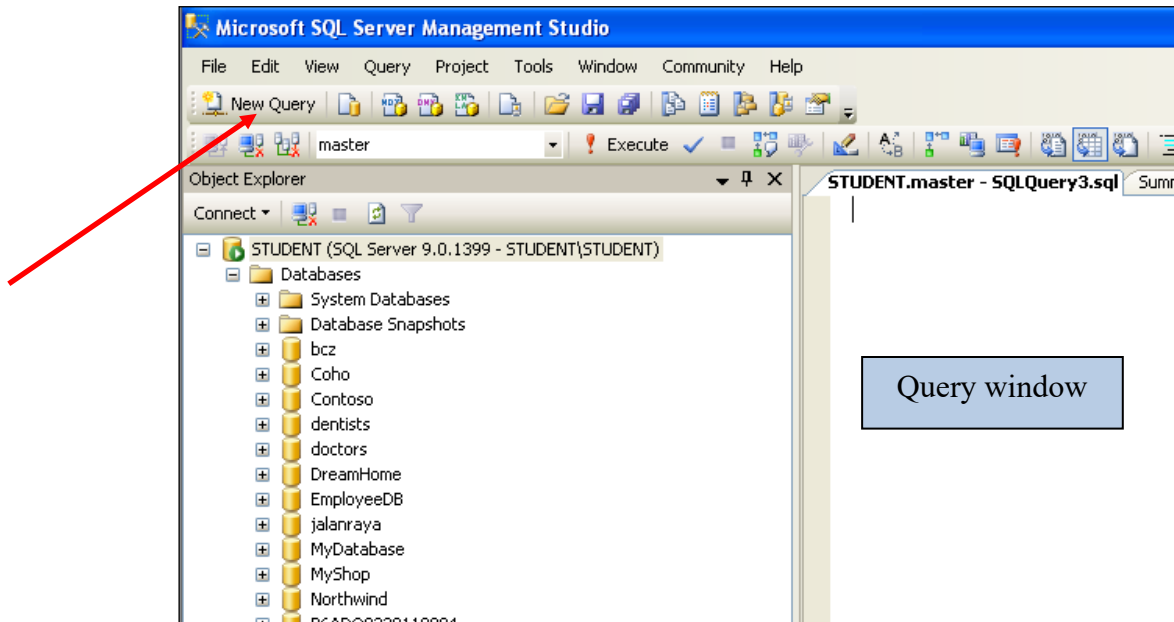 Microsoft SQL Server Management Studio
File Edit View Query Project Tools Window Community Help
New Query
master Execute
Object Explorer
STUDENT.master - SQLQuery3.sql Summ
Connect
STUDENT (SQL Server 9.0.1399 - STUDENT\STUDENT)
Databases
System Databases
Database Snapshots
bcz
Coho
Contoso
dentists
doctors
DreamHome
EmployeeDB
jalanraya
MyDatabase
MyShop
Northwind
Query window